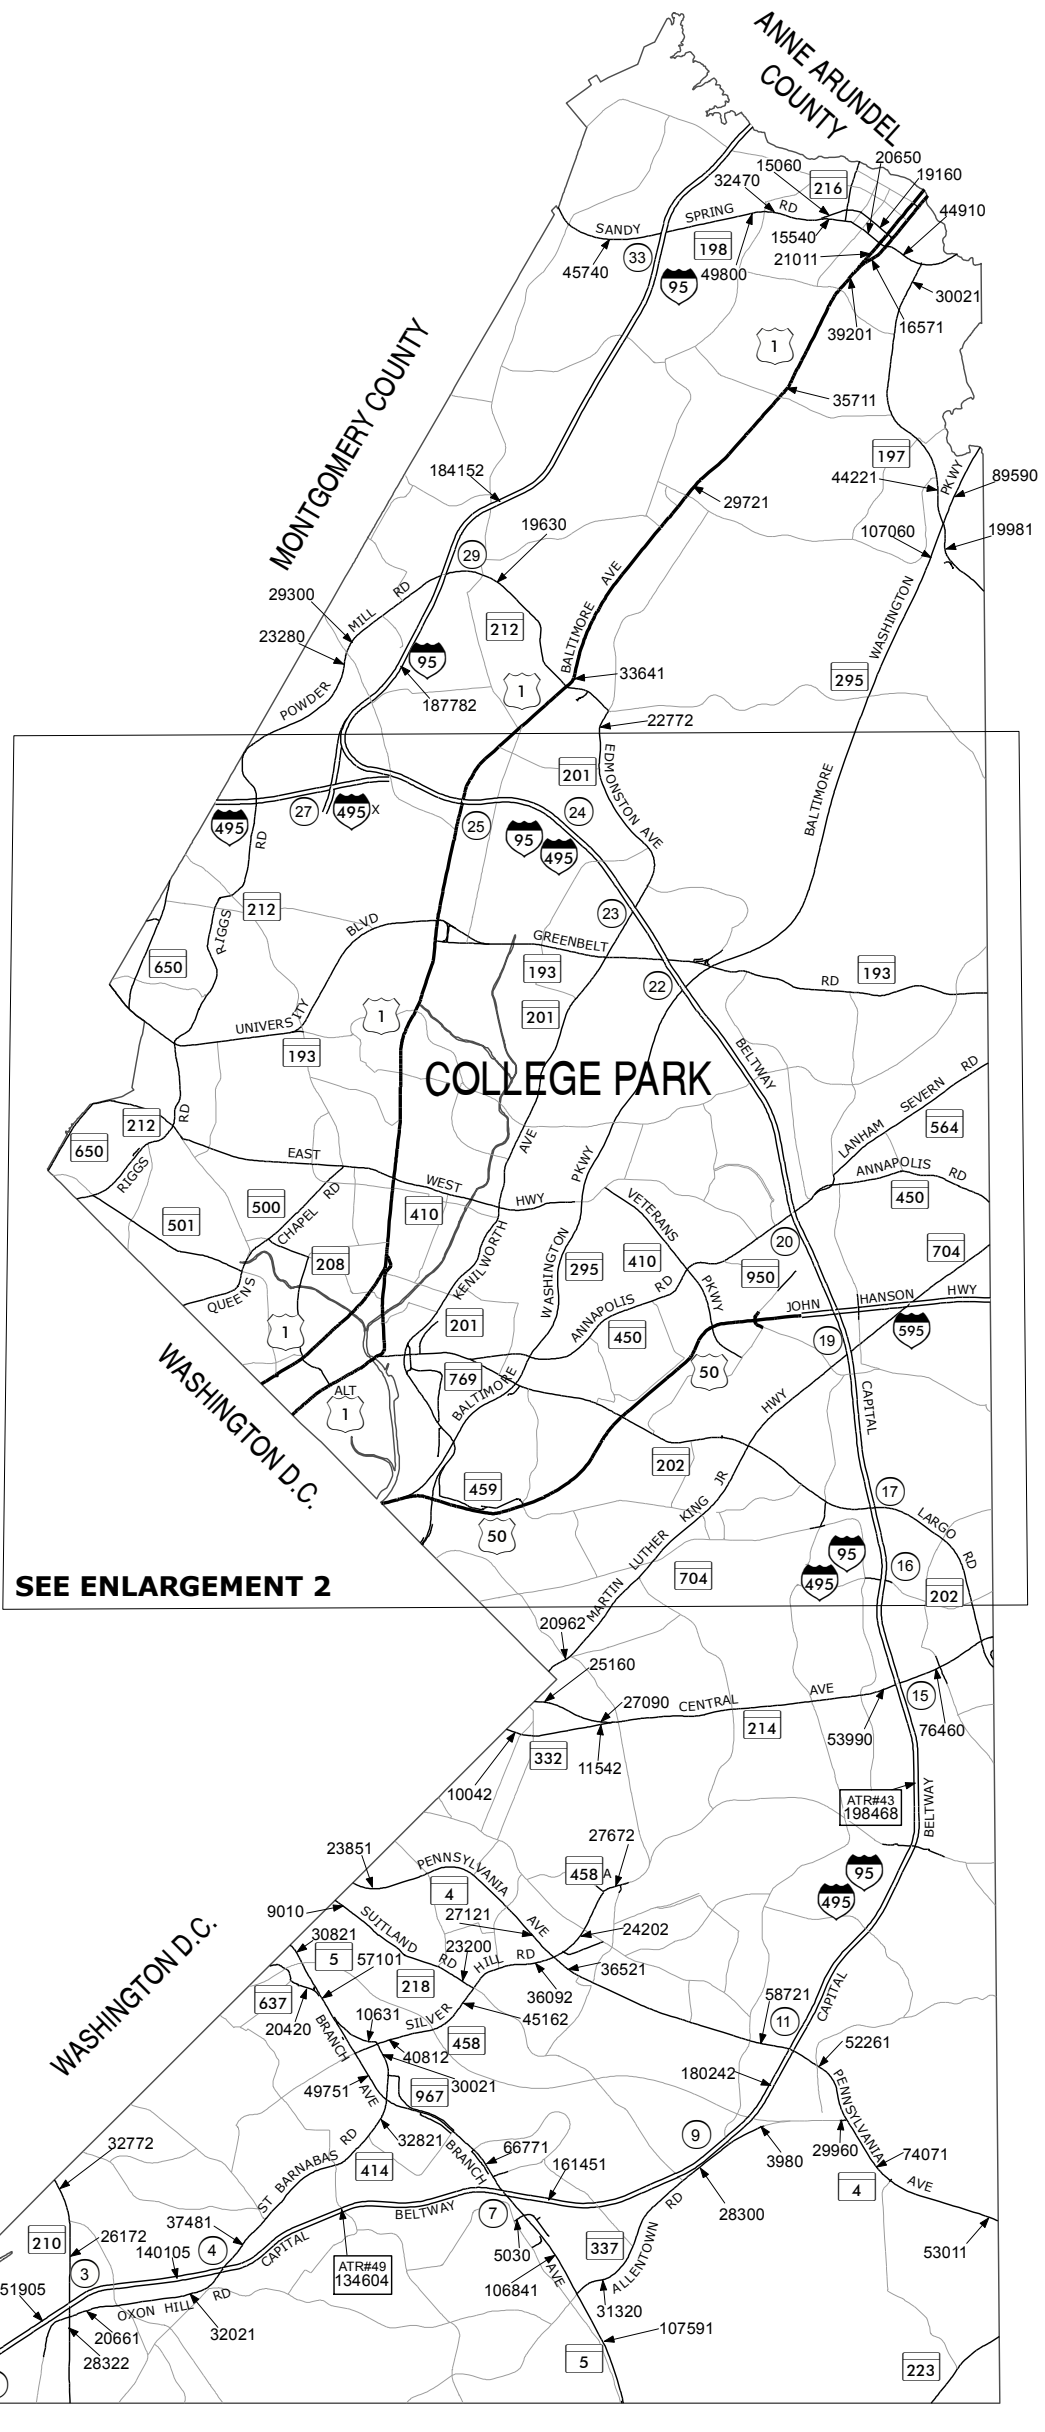 ANNE ARUNDEL
COUNTY
20650
15060
19160
32470
216
44910
SPRING
RD
SANDY
198
15540
33
21011
45740
49800
95
30021
16571
39201
1
MONTGOMERY COUNTY
35711
197
184152
44221
PKWY
89590
29721
107060
19981
19630
29
AVE
RD
29300
MILL
212
BALTIMORE
WASHINGTON
23280
95
33641
295
1
POWDER
187782
22772
EDMONSTON AVE
201
27
495
X
495
25
24
95
495
BALTIMORE
RD
212
23
RIGGS
BLVD
GREENBELT
650
193
193
22
RD
201
1
UNIVERSITY
193
COLLEGE PARK
BELTWAY
RD
SEVERN
LANHAM
564
212
RD
650
AVE
EAST
ANNAPOLIS
RD
RIGGS
WEST
HWY
PKWY
450
500
RD
VETERANS
501
CHAPEL
410
20
208
704
KENILWORTH
WASHINGTON
295
410
950
QUEENS
RD
PKWY
HANSON
HWY
JOHN
ANNAPOLIS
1
201
450
19
595
WASHINGTON D.C.
769
50
ALT
1
BALTIMORE
HWY
CAPITAL
202
JR
459
17
KING
LARGO
50
RD
LUTHER
95
16
495
SEE ENLARGEMENT 2
704
202
MARTIN
20962
25160
27090
CENTRAL
AVE
15
214
76460
332
53990
11542
10042
ATR#43
198468
BELTWAY
27672
23851
PENNSYLVANIA
458
A
95
4
495
9010
27121
AVE
SUITLAND
24202
WASHINGTON D.C.
30821
23200
5
57101
RD
HILL
RD
36521
218
637
36092
58721
CAPITAL
20420
10631
SILVER
45162
11
BRANCH
458
52261
40812
180242
30021
49751
AVE
967
PENNSYLVANIA
32821
9
32772
RD
BRANCH
66771
3980
29960
74071
ST BARNABAS
414
161451
4
AVE
37481
BELTWAY
7
RD
28300
210
26172
4
CAPITAL
140105
3
5030
337
53011
ATR#49
134604
ALLENTOWN
51905
106841
AVE
RD
OXON HILL
31320
20661
32021
107591
28322
5
223